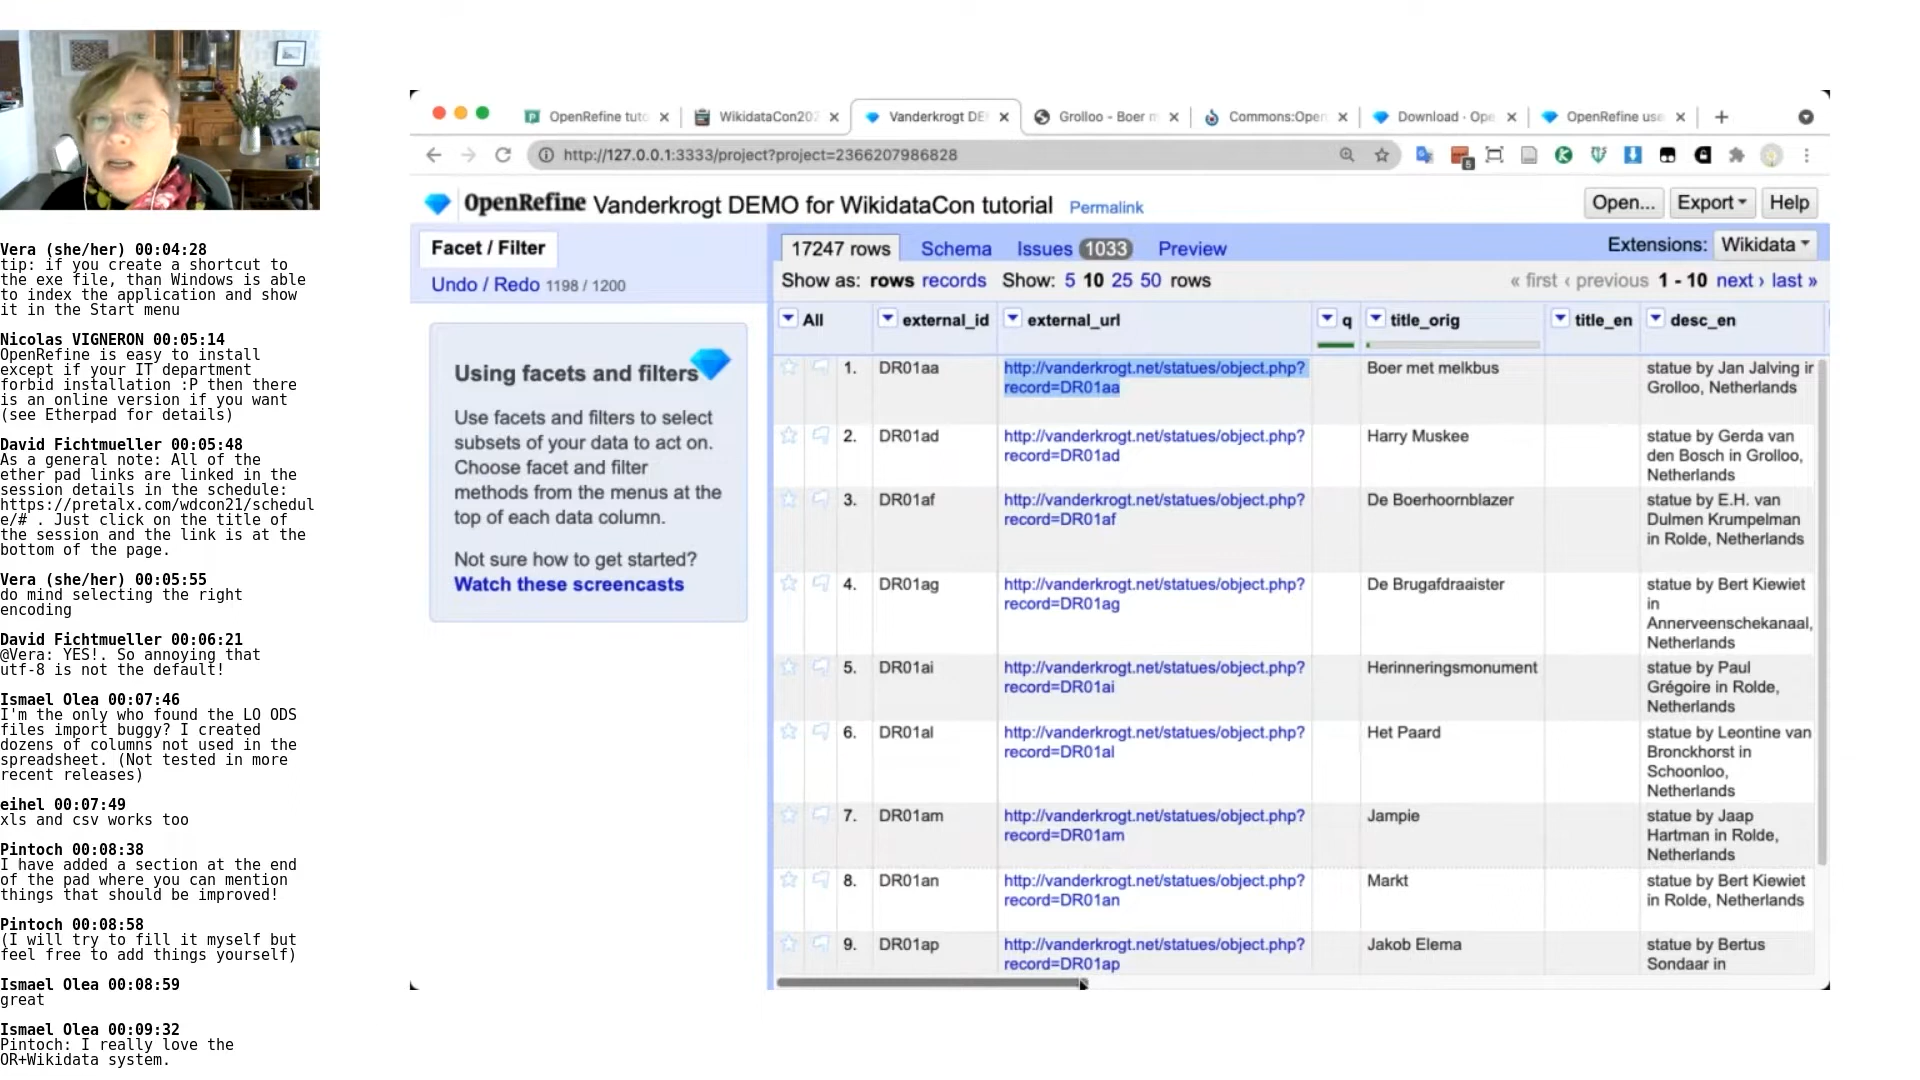 Vera (she/her) 00:04:28
tip: if you create a shortcut to
the exe file, than Windows is able
to index the application and show
it in the Start menu
Nicolas VIGNERON 00:05:14
OpenRefine is easy to install
except if your IT department
forbid installation :P then there
is an online version if you want
(see Etherpad for details)
David Fichtmueller 00:05:48
As a general note: All of the
ether pad links are linked in the
session details in the schedule:
https://pretalx.com/wdcon21/schedul
e/# . Just click on the title of
the session and the link is at the
bottom of the page.
Vera (she/her) 00:05:55
do mind selecting the right
encoding
David Fichtmueller 00:06:21
@Vera: YES!. So annoying that
utf-8 is not the default!
Ismael Olea 00:07:46
I'm the only who found the LO ODS
files import buggy? I created
dozens of columns not used in the
spreadsheet. (Not tested in more
recent releases)
eihel 00:07:49
xls and csv works too
Pintoch 00:08:38
I have added a section at the end
of the pad where you can mention
things that should be improved!
Pintoch 00:08:58
(I will try to fill it myself but
feel free to add things yourself)
Ismael Olea 00:08:59
great
Ismael Olea 00:09:32
Pintoch: I really love the
OR+Wikidata system.
OpenRefine tuto WikidataCon202 Vanderkrogt DE Grolloo - Boer m Commons:Open Download · Ope OpenRefine use
http://127.0.0.1:3333/project?project=2366207986828
OpenRefine Vanderkrogt DEMO for WikidataCon tutorial Permalink Open... Export Help
Facet / Filter
Undo / Redo 1198 / 1200
17247 rows Schema Issues 1033 Preview Extensions: Wikidata
Show as: rows records Show: 5 10 25 50 rows « first ‹ previous 1 - 10 next › last »
Using facets and filters
Use facets and filters to select
subsets of your data to act on.
Choose facet and filter
methods from the menus at the
top of each data column.
Not sure how to get started?
Watch these screencasts
All external_id external_url q title_orig title_en desc_en
1. DR01aa http://vanderkrogt.net/statues/object.php? Boer met melkbus statue by Jan Jalving in
record=DR01aa Grolloo, Netherlands
2. DR01ad http://vanderkrogt.net/statues/object.php? Harry Muskee statue by Gerda van
record=DR01ad den Bosch in Grolloo,
Netherlands
3. DR01af http://vanderkrogt.net/statues/object.php? De Boerhoornblazer statue by E.H. van
record=DR01af Dulmen Krumpelman
in Rolde, Netherlands
4. DR01ag http://vanderkrogt.net/statues/object.php? De Brugafdraaister statue by Bert Kiewiet
record=DR01ag in
Annerveenschekanaal,
Netherlands
5. DR01ai http://vanderkrogt.net/statues/object.php? Herinneringsmonument statue by Paul
record=DR01ai Grégoire in Rolde,
Netherlands
6. DR01al http://vanderkrogt.net/statues/object.php? Het Paard statue by Leontine van
record=DR01al Bronckhorst in
Schoonloo,
Netherlands
7. DR01am http://vanderkrogt.net/statues/object.php? Jampie statue by Jaap
record=DR01am Hartman in Rolde,
Netherlands
8. DR01an http://vanderkrogt.net/statues/object.php? Markt statue by Bert Kiewiet
record=DR01an in Rolde, Netherlands
9. DR01ap http://vanderkrogt.net/statues/object.php? Jakob Elema statue by Bertus
record=DR01ap Sondaar in